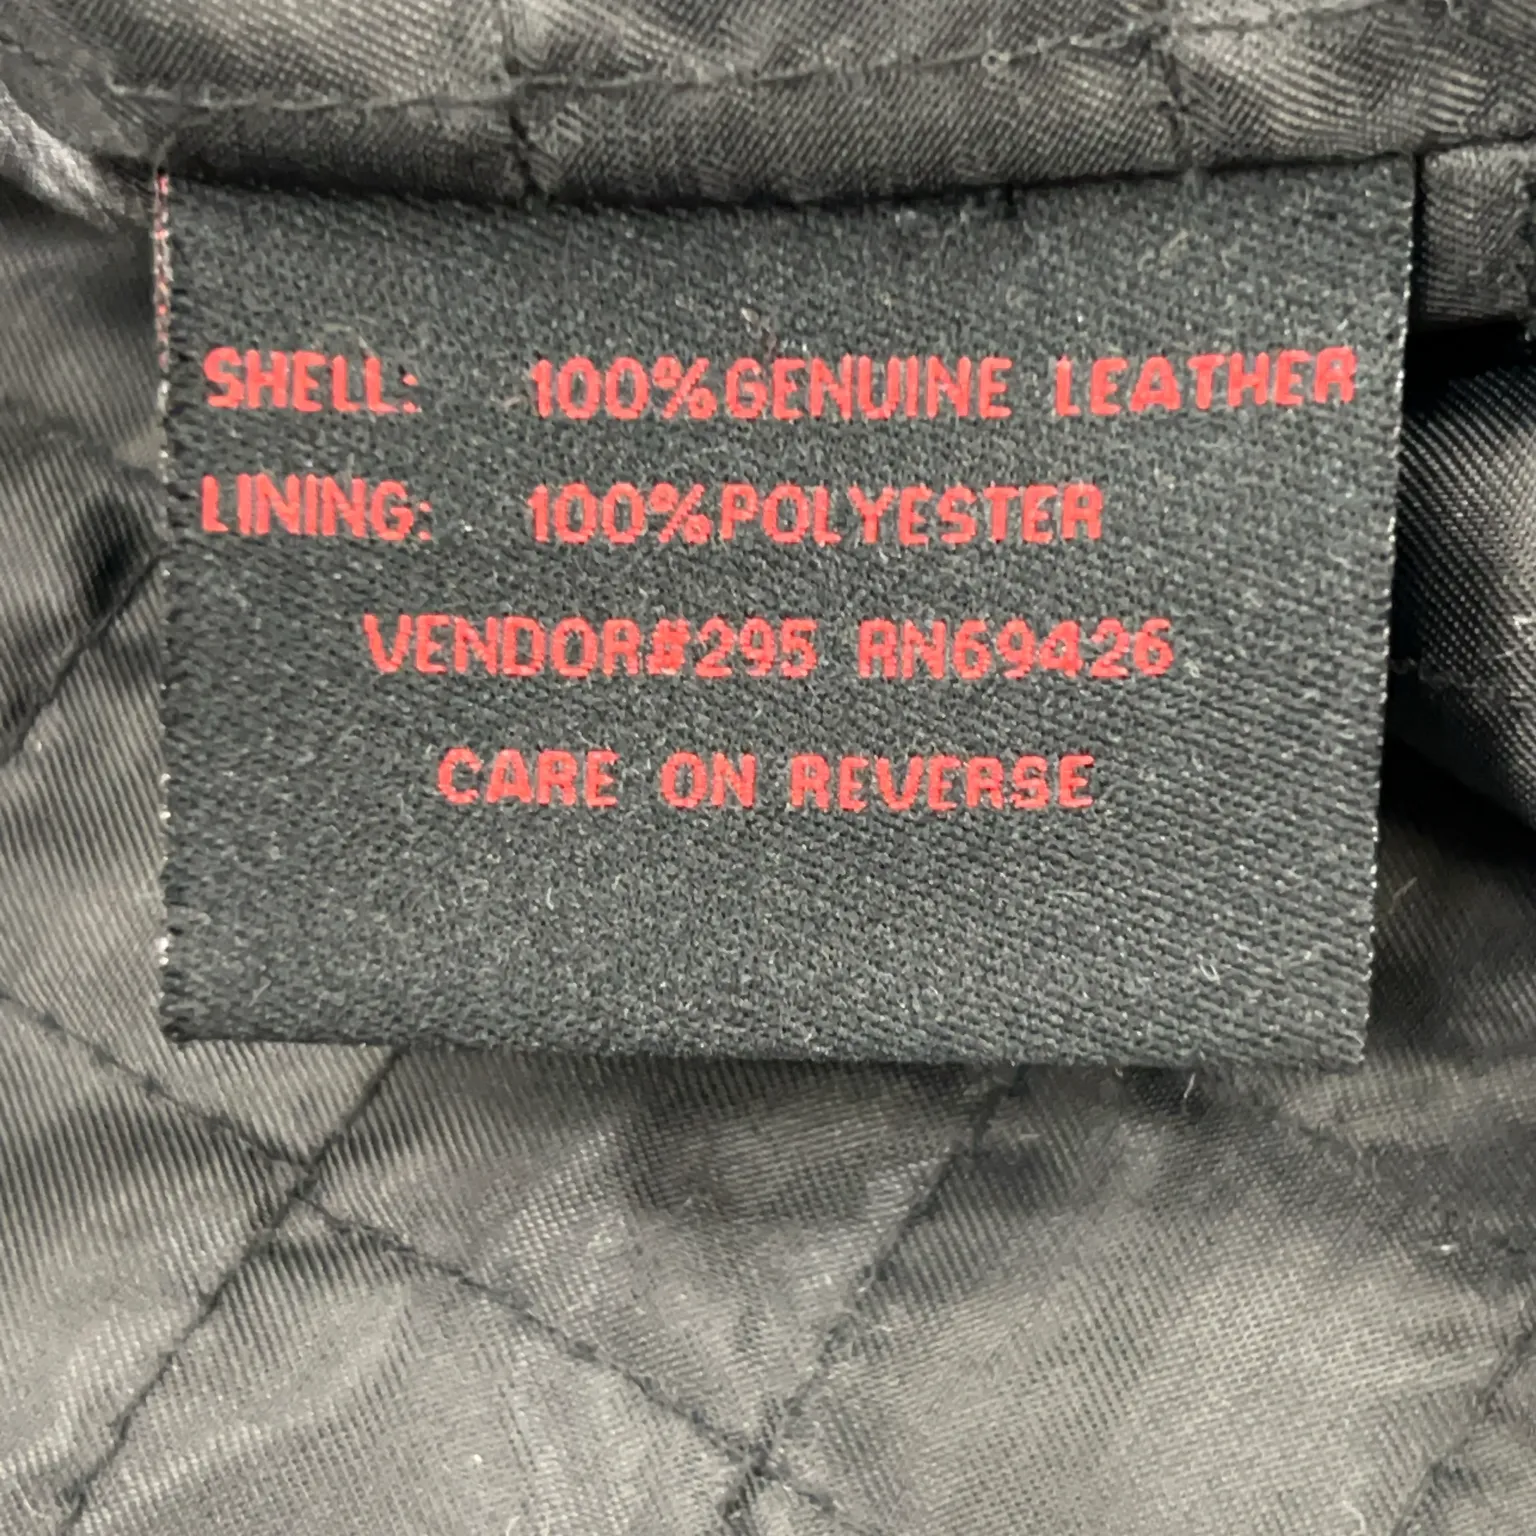 SHELL: 100%GENUINE LEATHER
LINING: 100%POLYESTER
VENDOR#295 RN69426
CARE ON REVERSE